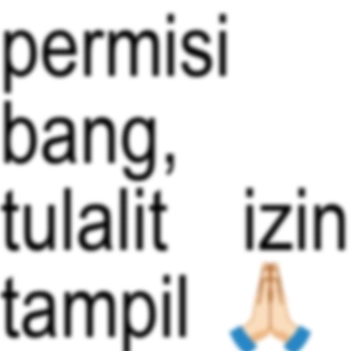 permisi
bang,
tulalit izin
tampil 🙏🏻